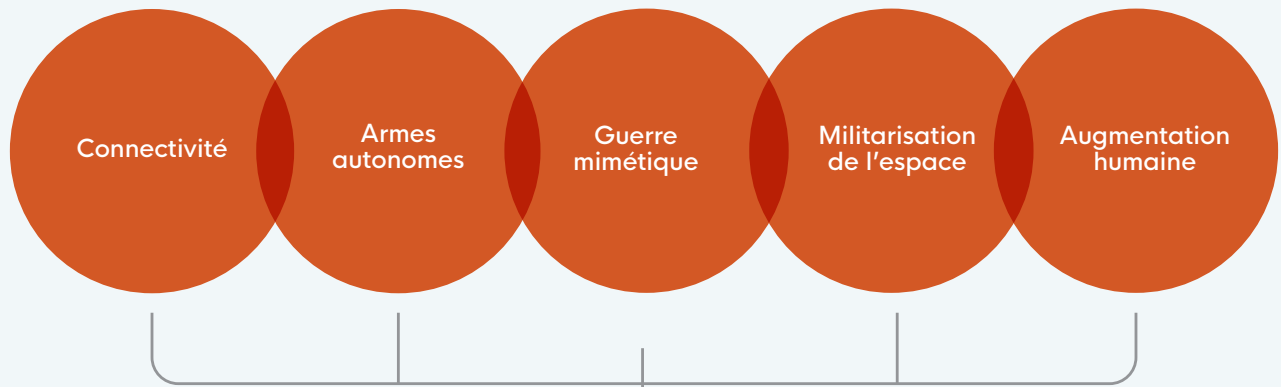 Connectivité
Armes
autonomes
Guerre
mimétique
Militarisation
de l’espace
Augmentation
humaine